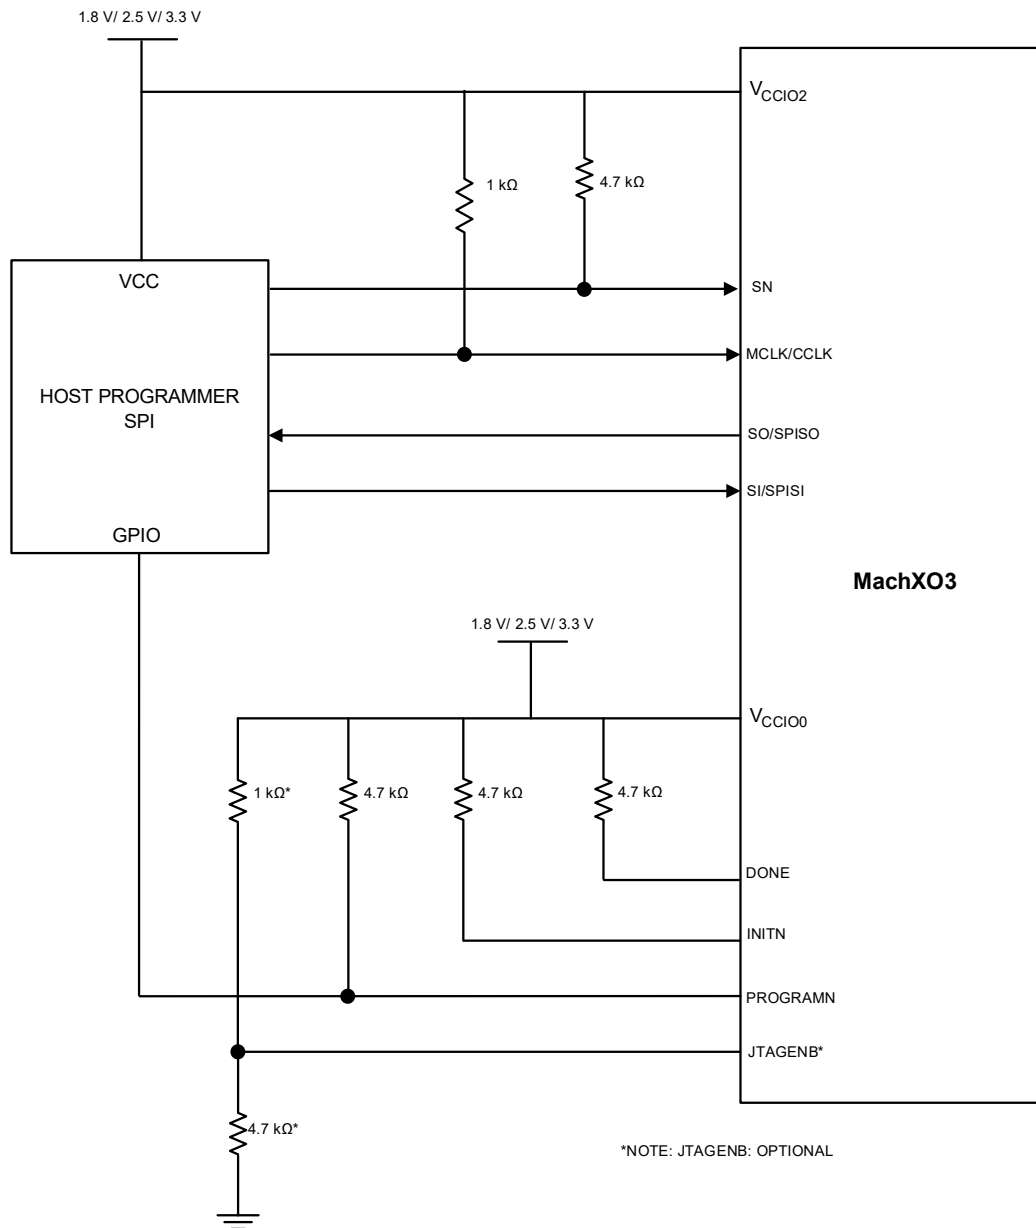 1.8 V/ 2.5 V/ 3.3 V
VCCIO2
1 kΩ
4.7 kΩ
VCC
SN
MCLK/CCLK
HOST PROGRAMMER
SPI
SO/SPISO
SI/SPISI
GPIO
MachXO3
1.8 V/ 2.5 V/ 3.3 V
VCCIO0
1 kΩ*
4.7 kΩ
4.7 kΩ
4.7 kΩ
DONE
INITN
PROGRAMN
JTAGENB*
4.7 kΩ*
*NOTE: JTAGENB: OPTIONAL